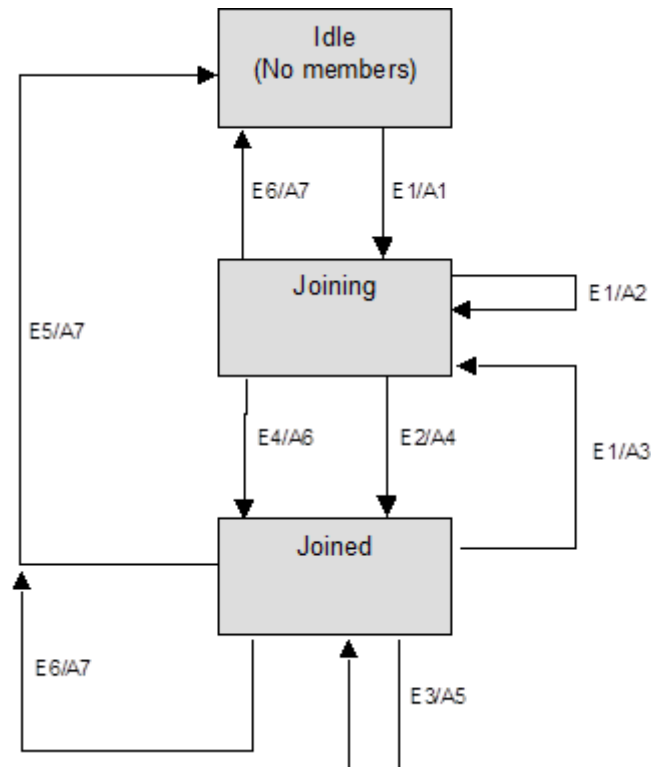 Idle
(No members)
E6/A7
E1/A1
Joining
E1/A2
E5/A7
E4/A6
E2/A4
E1/A3
Joined
E6/A7
E3/A5